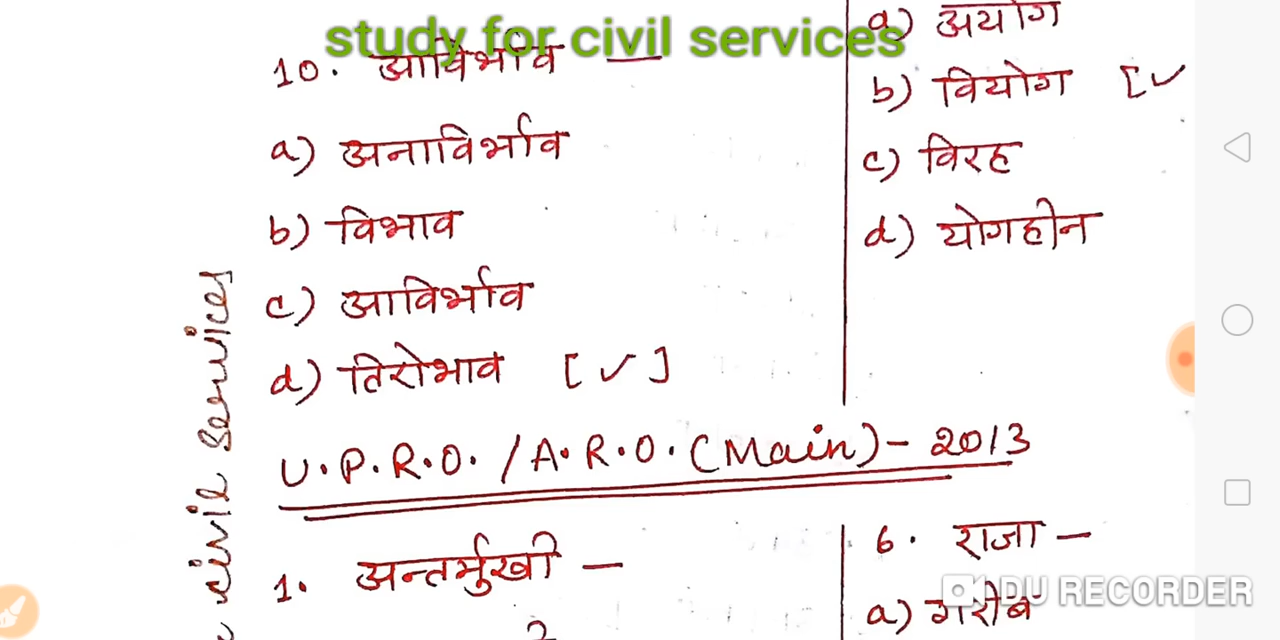 study for civil services
10. आविर्भाव —
a) अनाविर्भाव
b) विभाव
c) आविर्भाव
d) तिरोभाव [✓]
a) अयोग
b) वियोग [✓
c) विरह
d) योगहीन
civil services
U.P.R.O. / A.R.O. (Main) - 2013
1. अन्तर्मुखी —
6. राजा —
a) गरीब
DU RECORDER